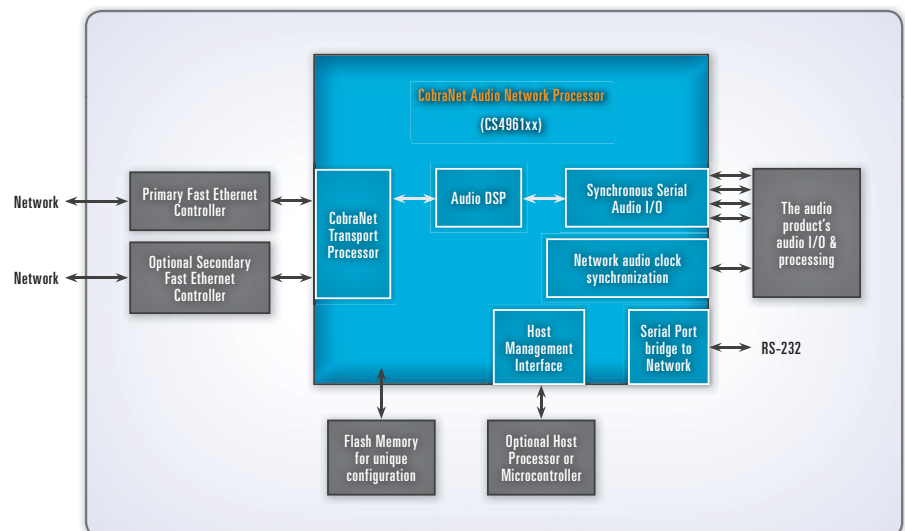 CobraNet Audio Network Processor
(CS4961xx)
Network
Primary Fast Ethernet
Controller
Network
Optional Secondary
Fast Ethernet
Controller
CobraNet
Transport
Processor
Audio DSP
Synchronous Serial
Audio I/O
Network audio clock
synchronization
The audio
product's
audio I/O &
processing
Host
Management
Interface
Serial Port
bridge to
Network
RS-232
Flash Memory
for unique
configuration
Optional Host
Processor or
Microcontroller